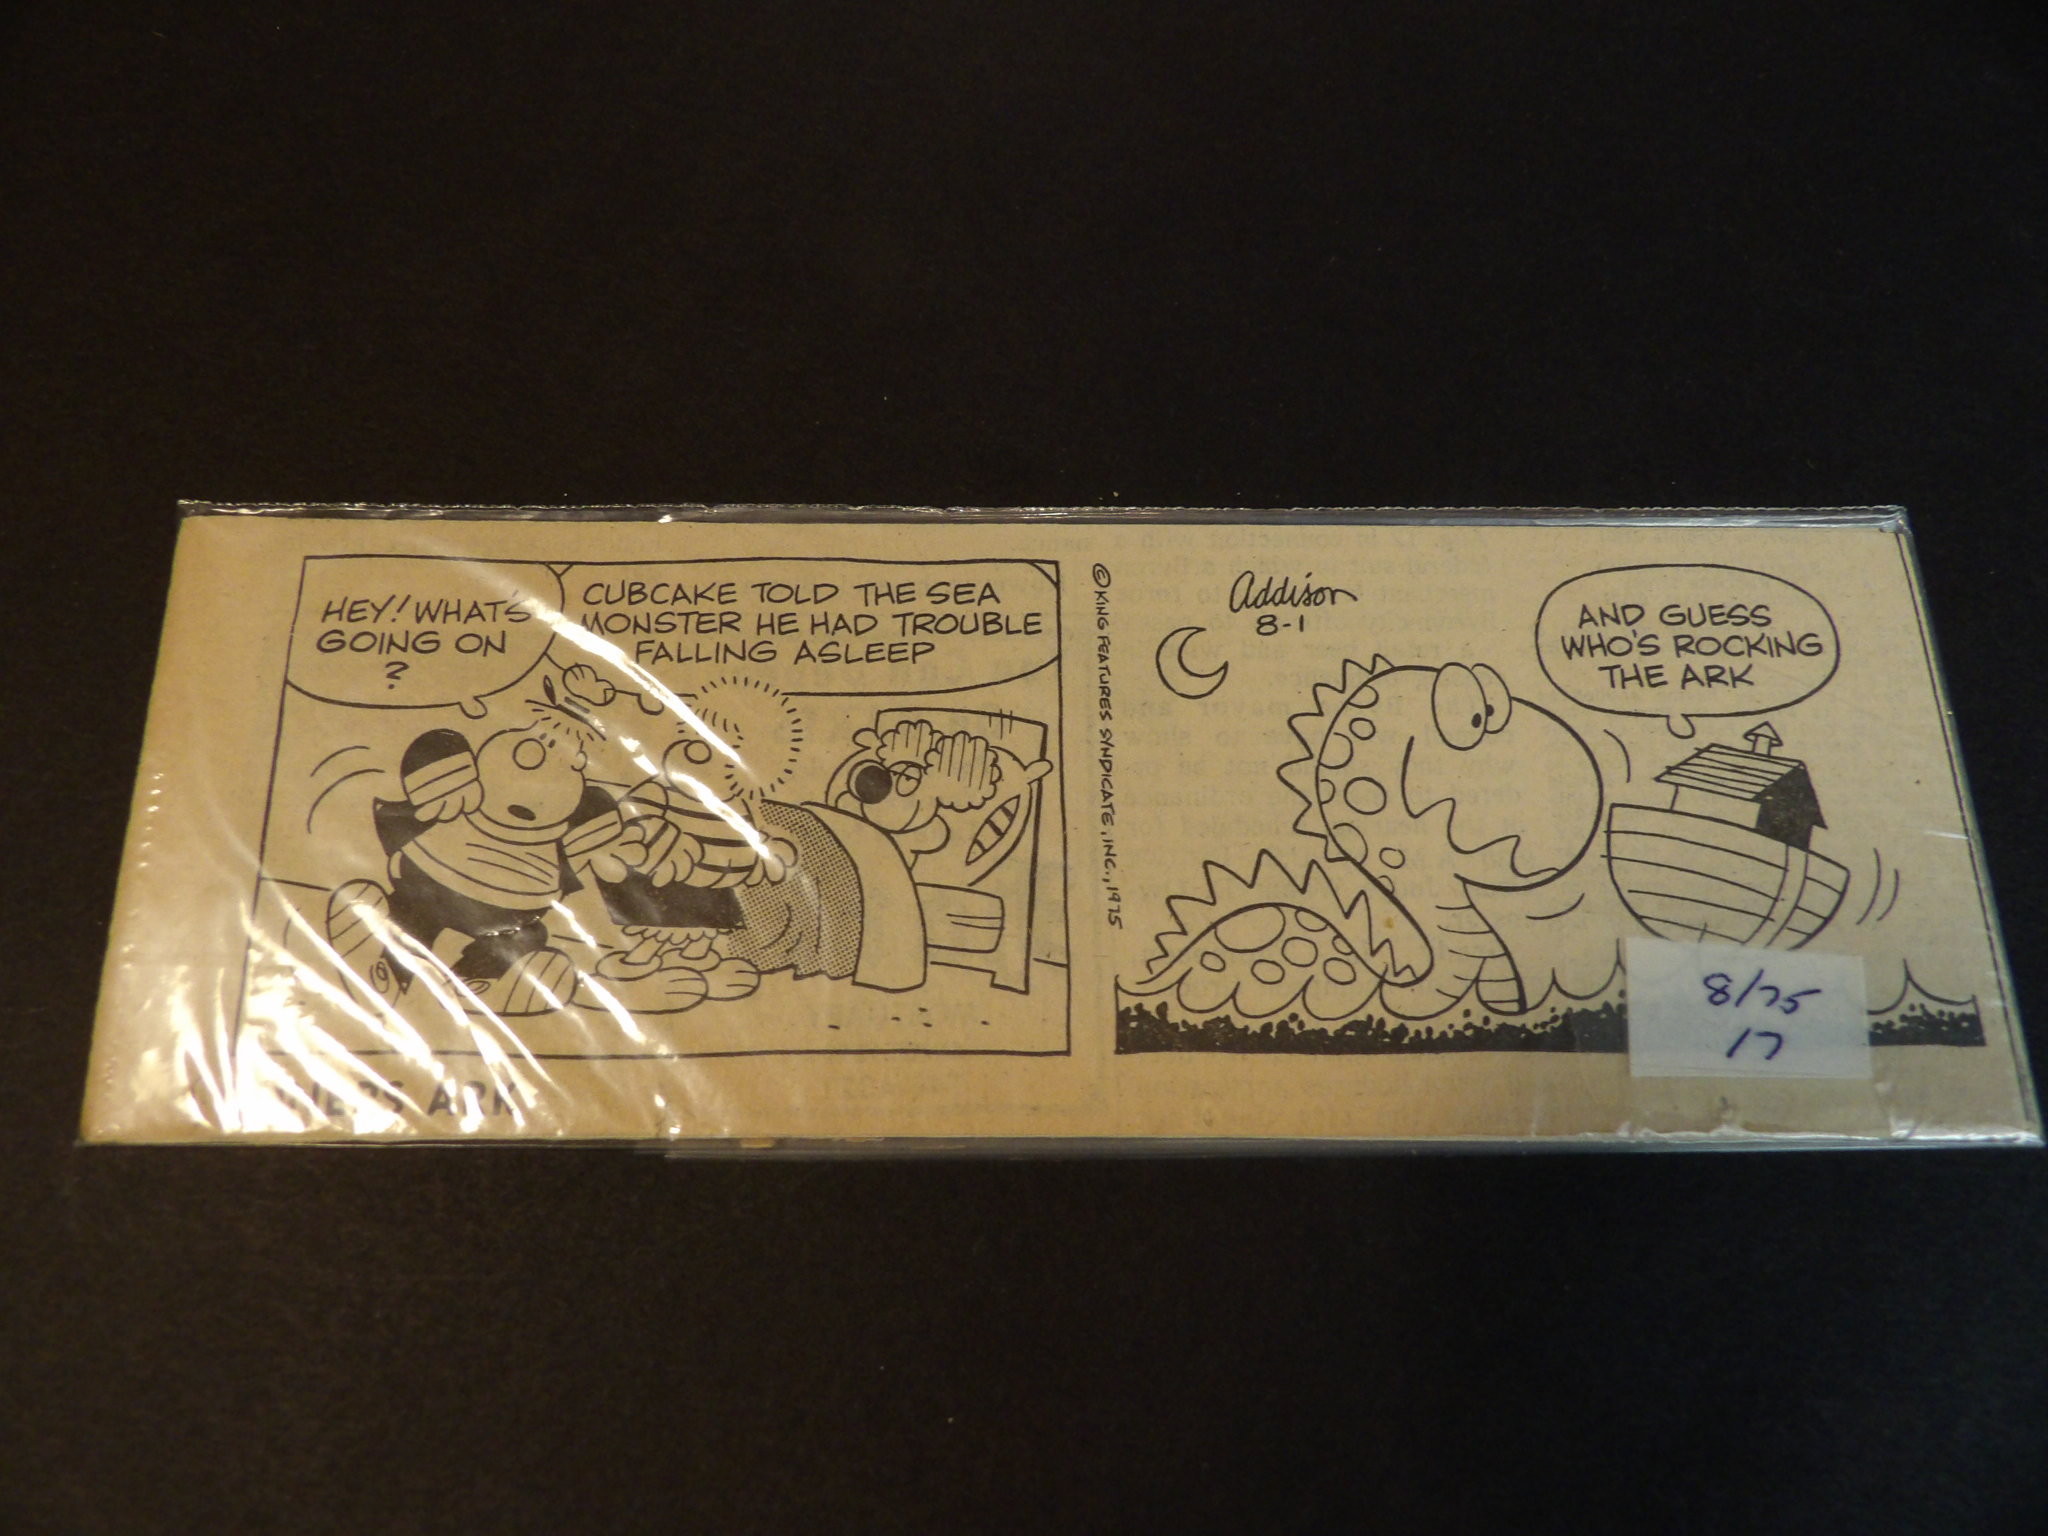 HEY! WHAT'S
GOING ON
?
CUBCAKE TOLD THE SEA
MONSTER HE HAD TROUBLE
FALLING ASLEEP
© KING FEATURES SYNDICATE, INC., 1975
Addison
8-1
AND GUESS
WHO'S ROCKING
THE ARK
8/75
17
ARK